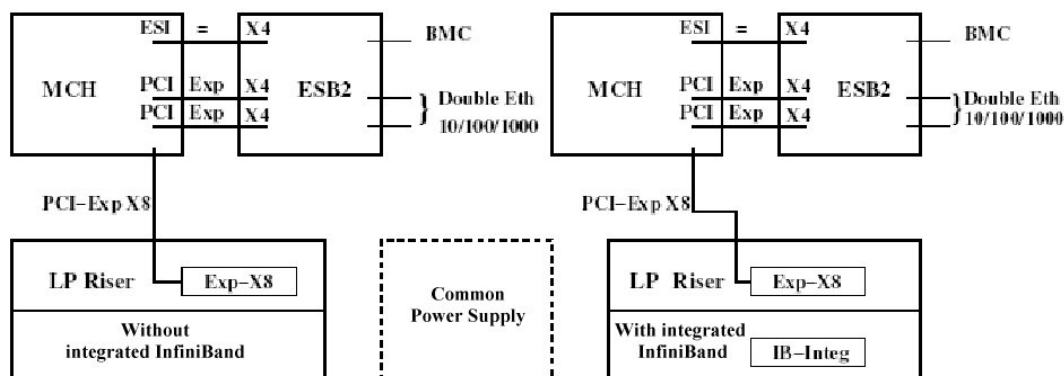 ESI = X4
BMC
MCH
PCI Exp X4
ESB2
PCI Exp X4
} Double Eth
10/100/1000
PCI–Exp X8
LP Riser
Exp–X8
Without
integrated InfiniBand
Common
Power Supply
ESI = X4
BMC
MCH
PCI Exp X4
ESB2
PCI Exp X4
} Double Eth
10/100/1000
PCI–Exp X8
LP Riser
Exp–X8
With integrated
InfiniBand
IB–Integ